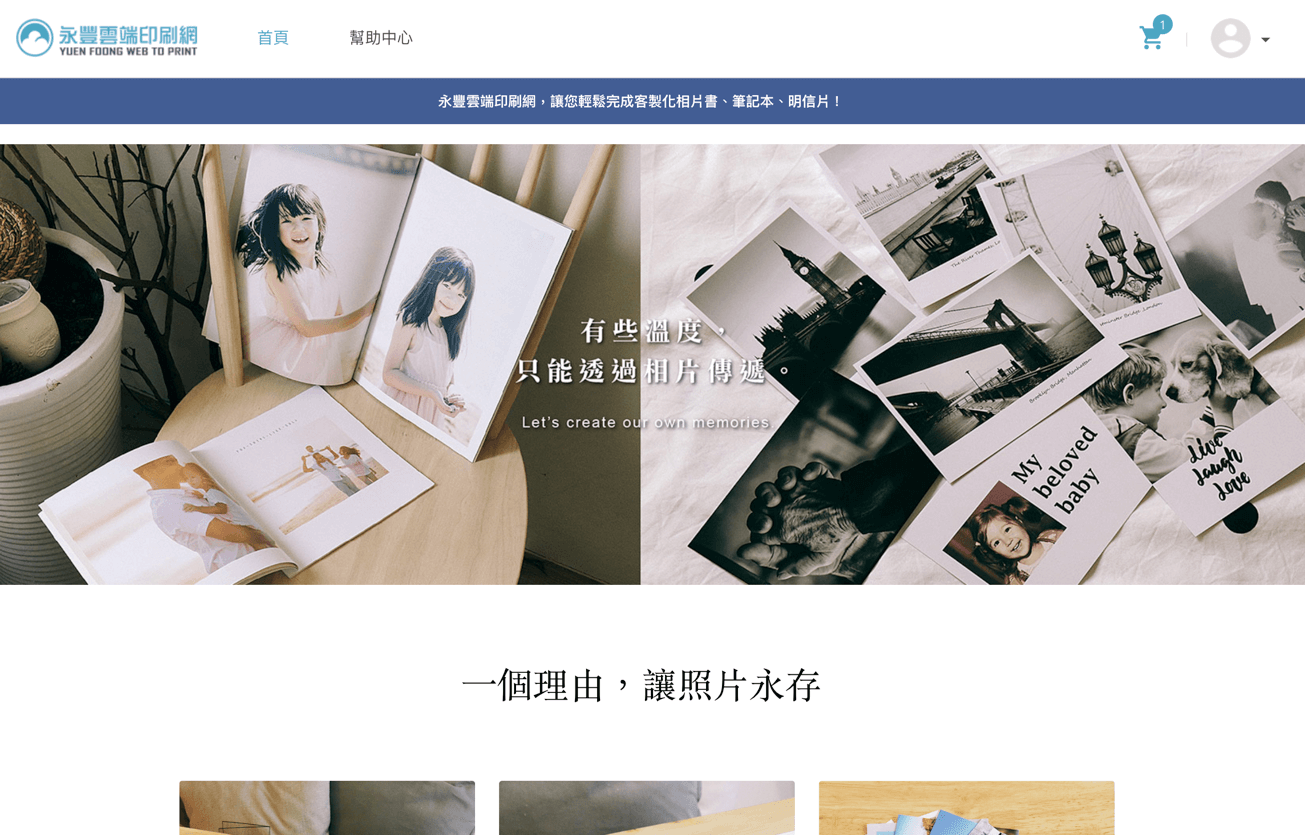 永豐雲端印刷網
YUEN FOONG WEB TO PRINT
首頁
幫助中心
1
永豐雲端印刷網，讓您輕鬆完成客製化相片書、筆記本、明信片！
有些溫度，
只能透過相片傳遞。
Let's create our own memories.
My
beloved
baby
Live
laugh
love
一個理由，讓照片永存